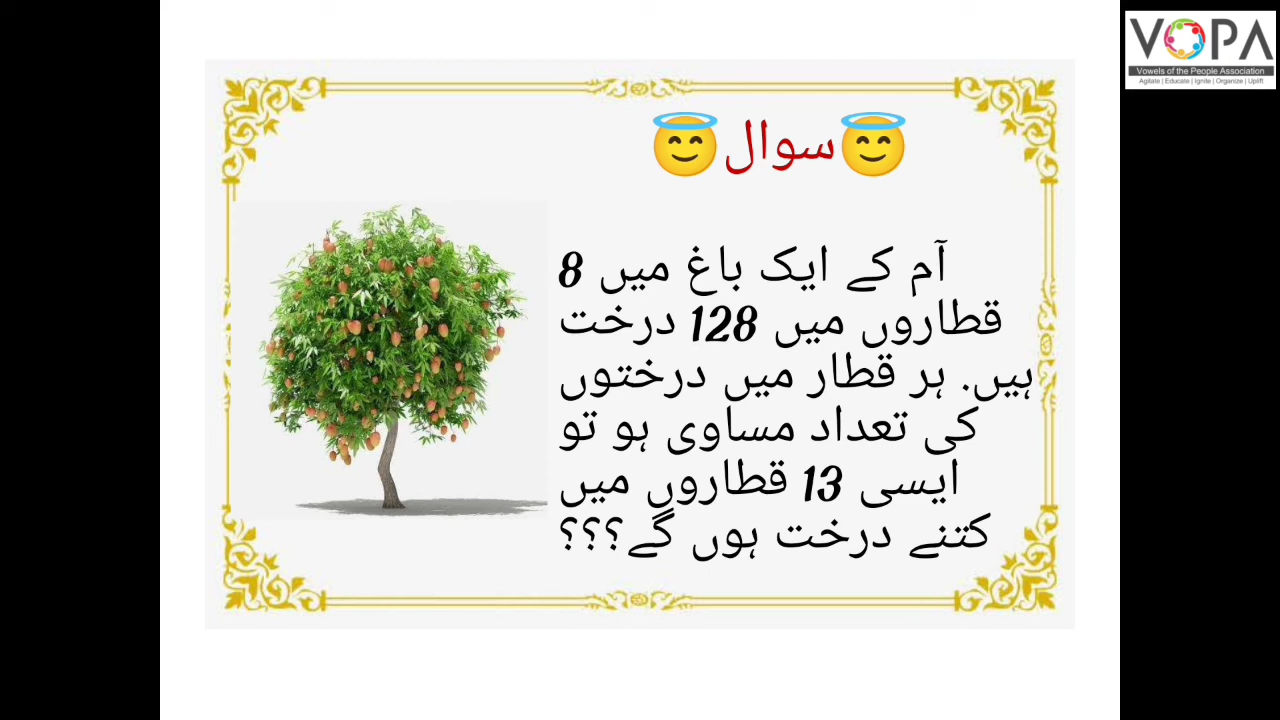 VOPA
Vowels of the People Association
Agitate | Educate | Ignite | Organize | Uplift
😇سوال😇
آم کے ایک باغ میں 8
قطاروں میں 128 درخت
ہیں. ہر قطار میں درختوں
کی تعداد مساوی ہو تو
ایسی 13 قطاروں میں
کتنے درخت ہوں گے؟؟؟